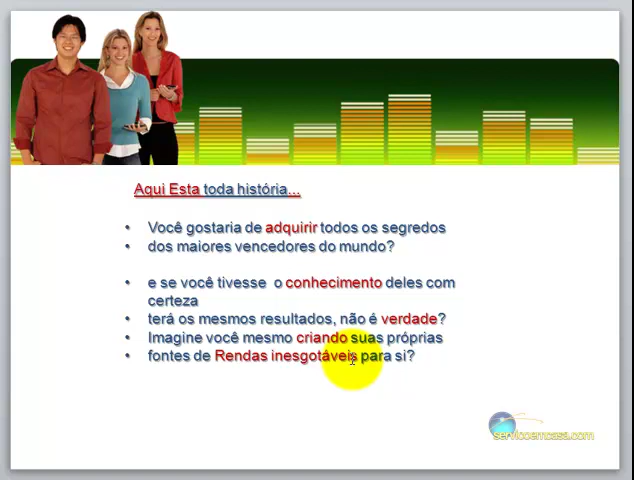 Aqui Esta toda história...
• Você gostaria de adquirir todos os segredos
• dos maiores vencedores do mundo?
• e se você tivesse o conhecimento deles com
certeza
• terá os mesmos resultados, não é verdade?
• Imagine você mesmo criando suas próprias
• fontes de Rendas inesgotáveis para si?
servicoemcasa.com